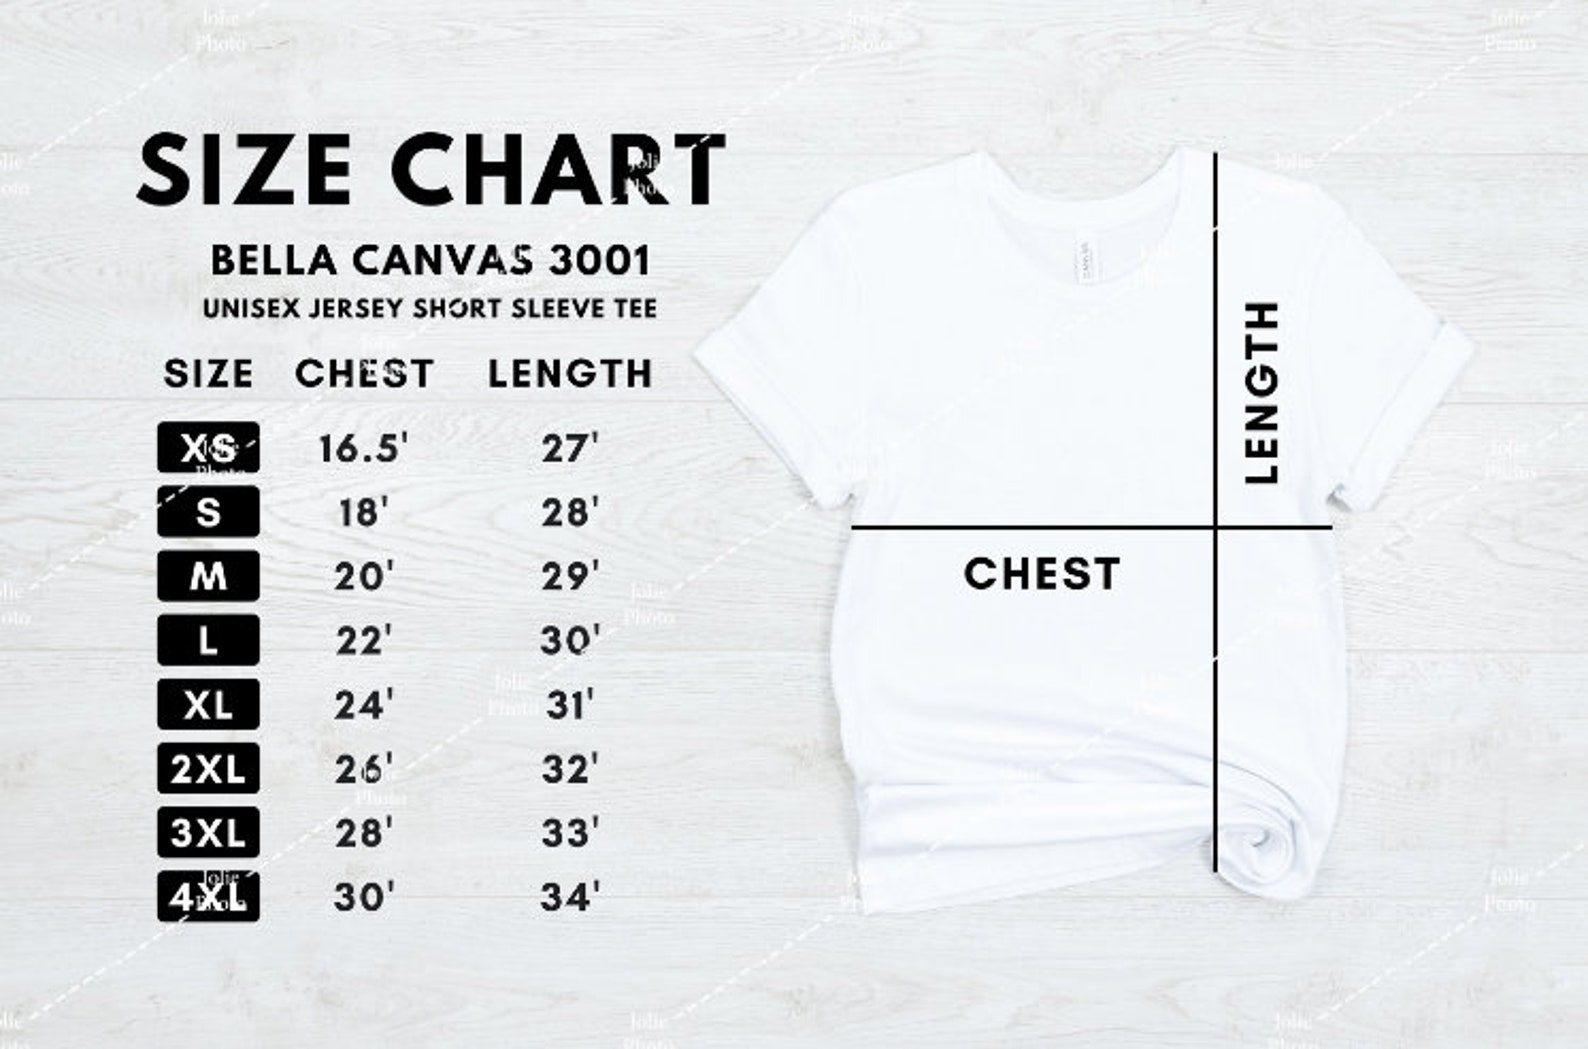 SIZE CHART
BELLA CANVAS 3001
UNISEX JERSEY SHORT SLEEVE TEE
SIZE CHEST LENGTH
XS 16.5' 27'
S 18' 28'
M 20' 29'
L 22' 30'
XL 24' 31'
2XL 26' 32'
3XL 28' 33'
4XL 30' 34'
LENGTH
CHEST
CANVAS
Jolie
Photo